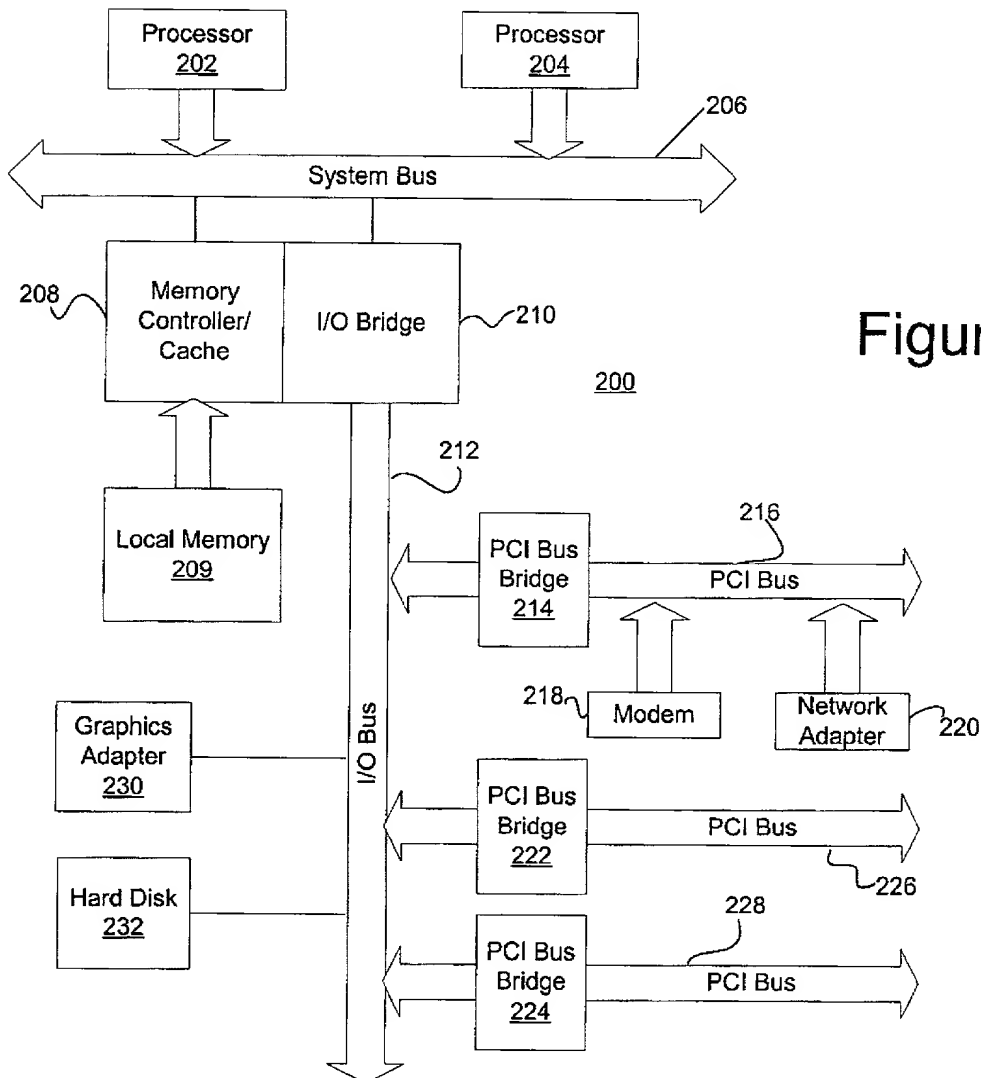 Processor
202
Processor
204
206
System Bus
208
Memory
Controller/
Cache
I/O Bridge
210
Figur
200
212
Local Memory
209
216
PCI Bus
Bridge
214
PCI Bus
218
Modem
Network
Adapter
220
Graphics
Adapter
230
I/O Bus
PCI Bus
Bridge
222
PCI Bus
226
Hard Disk
232
228
PCI Bus
Bridge
224
PCI Bus